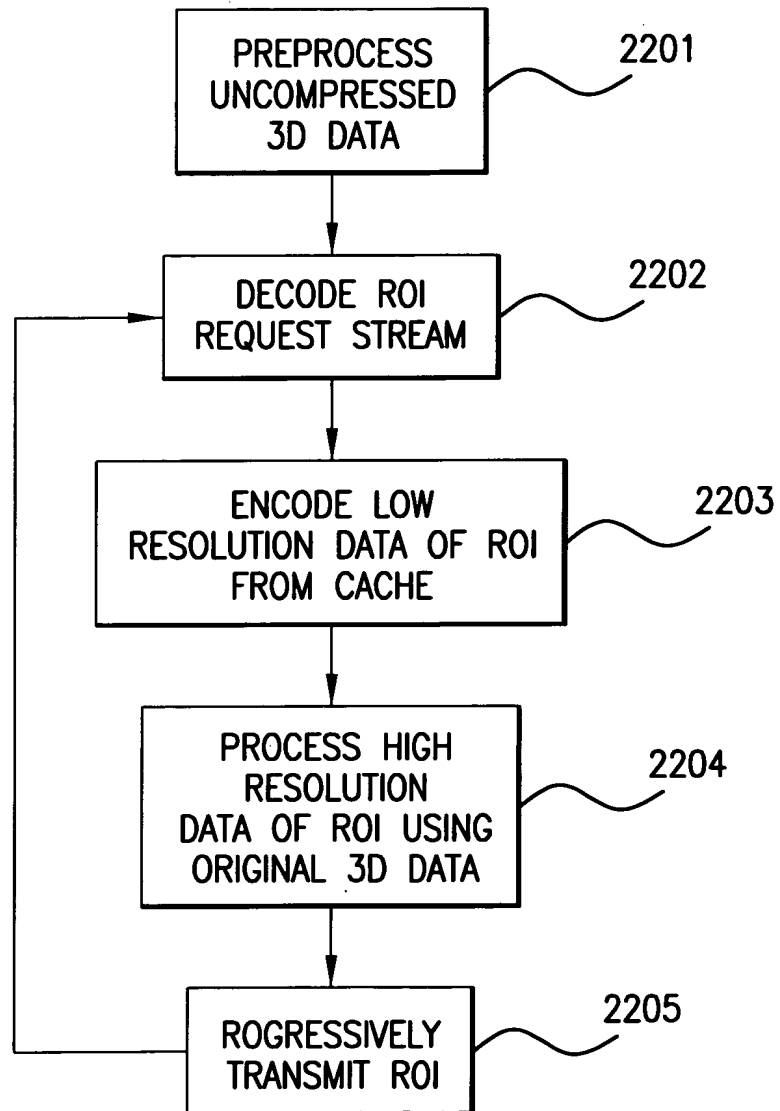 PREPROCESS
UNCOMPRESSED
3D DATA
2201
DECODE ROI
REQUEST STREAM
2202
ENCODE LOW
RESOLUTION DATA OF ROI
FROM CACHE
2203
PROCESS HIGH
RESOLUTION
DATA OF ROI USING
ORIGINAL 3D DATA
2204
ROGRESSIVELY
TRANSMIT ROI
2205